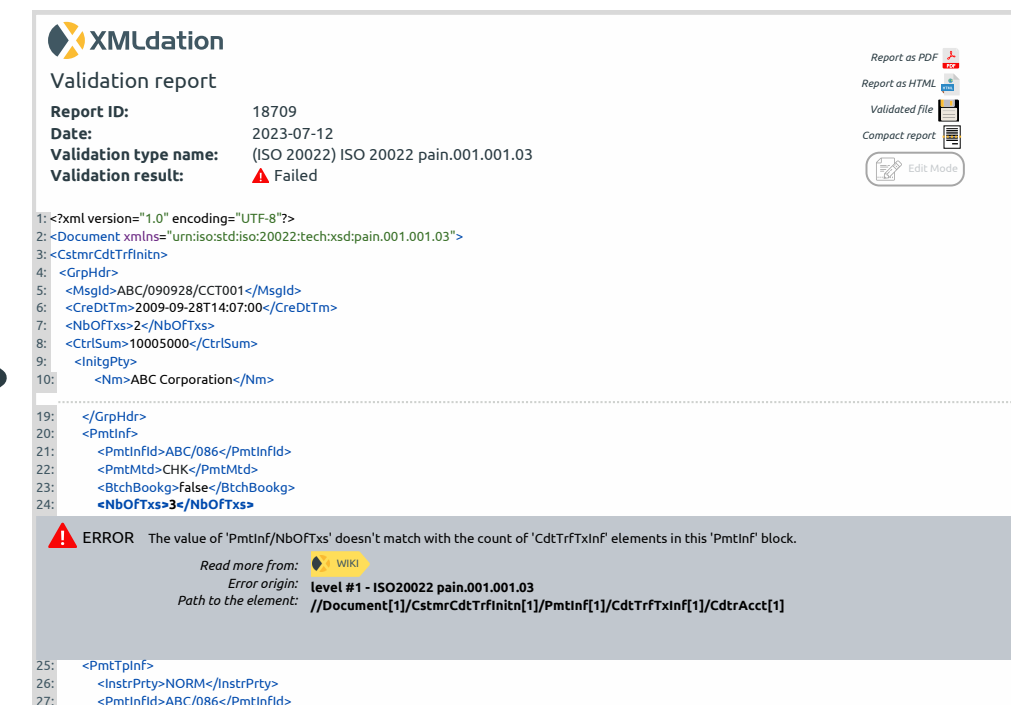 XMLdation
Validation report
Report ID: 18709
Date: 2023-07-12
Validation type name: (ISO 20022) ISO 20022 pain.001.001.03
Validation result: Failed
Report as PDF
PDF
Report as HTML
HTML
Validated file
Compact report
Edit Mode
1: <?xml version="1.0" encoding="UTF-8"?>
2: <Document xmlns="urn:iso:std:iso:20022:tech:xsd:pain.001.001.03">
3: <CstmrCdtTrfInitn>
4: <GrpHdr>
5: <MsgId>ABC/090928/CCT001</MsgId>
6: <CreDtTm>2009-09-28T14:07:00</CreDtTm>
7: <NbOfTxs>2</NbOfTxs>
8: <CtrlSum>10005000</CtrlSum>
9: <InitgPty>
10: <Nm>ABC Corporation</Nm>
19: </GrpHdr>
20: <PmtInf>
21: <PmtInfId>ABC/086</PmtInfId>
22: <PmtMtd>CHK</PmtMtd>
23: <BtchBookg>false</BtchBookg>
24: <NbOfTxs>3</NbOfTxs>
ERROR The value of 'PmtInf/NbOfTxs' doesn't match with the count of 'CdtTrfTxInf' elements in this 'PmtInf' block.
Read more from: WIKI
Error origin: level #1 - ISO20022 pain.001.001.03
Path to the element: //Document[1]/CstmrCdtTrfInitn[1]/PmtInf[1]/CdtTrfTxInf[1]/CdtrAcct[1]
25: <PmtTpInf>
26: <InstrPrty>NORM</InstrPrty>
27: <PmtInfId>ABC/086</PmtInfId>